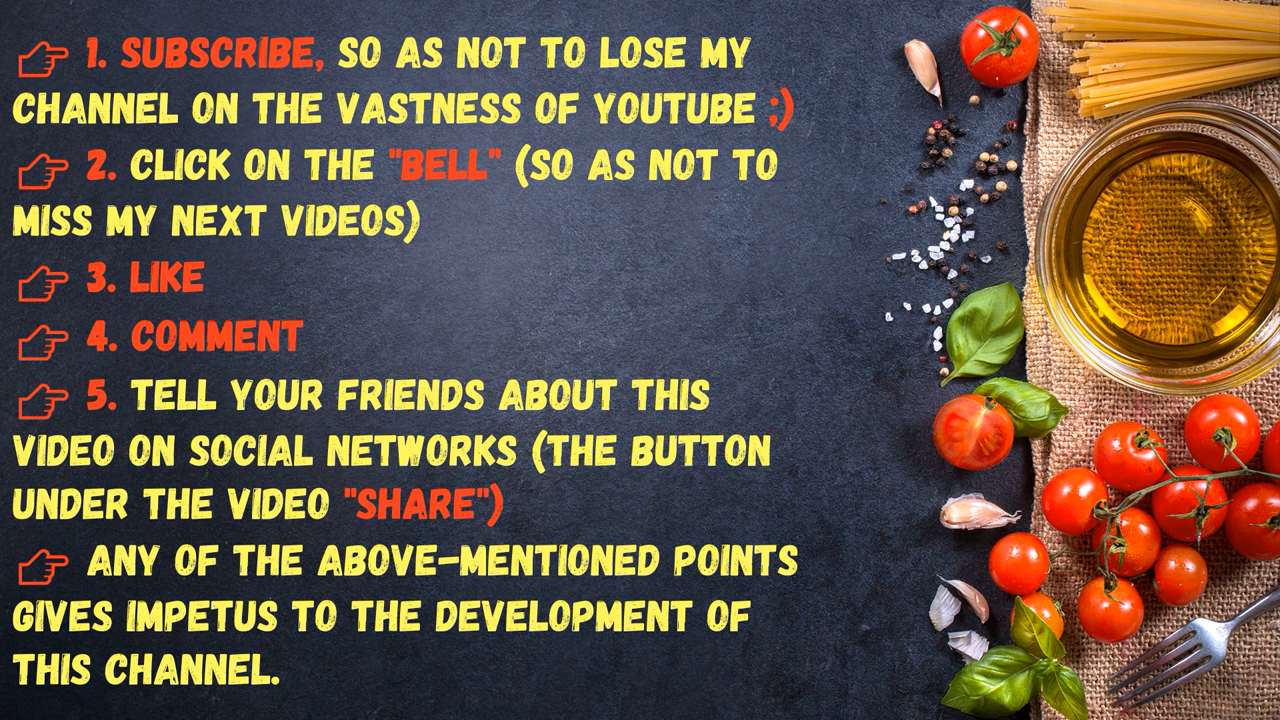 👉 1. SUBSCRIBE, SO AS NOT TO LOSE MY
CHANNEL ON THE VASTNESS OF YOUTUBE ;)
👉 2. CLICK ON THE "BELL" (SO AS NOT TO
MISS MY NEXT VIDEOS)
👉 3. LIKE
👉 4. COMMENT
👉 5. TELL YOUR FRIENDS ABOUT THIS
VIDEO ON SOCIAL NETWORKS (THE BUTTON
UNDER THE VIDEO "SHARE")
👉 ANY OF THE ABOVE-MENTIONED POINTS
GIVES IMPETUS TO THE DEVELOPMENT OF
THIS CHANNEL.